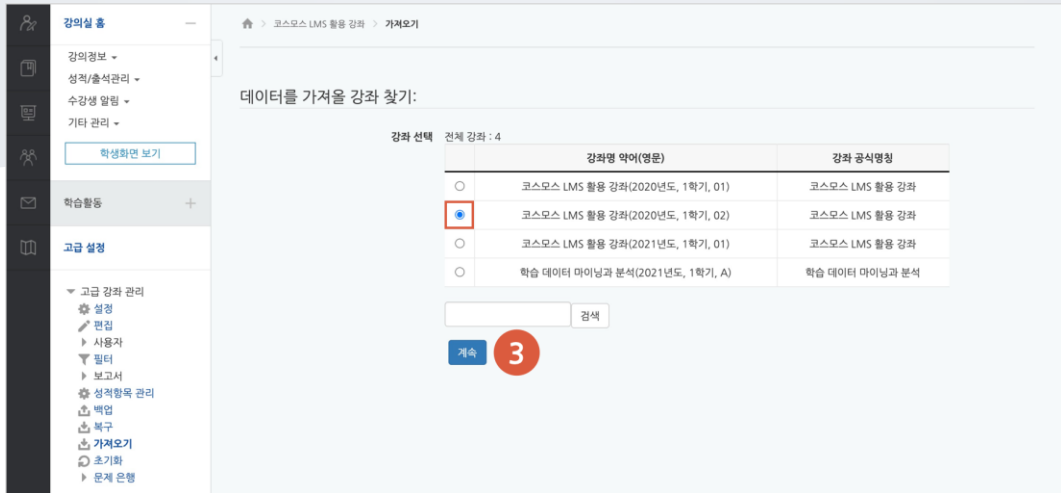 강의실 홈
강의정보
성적/출석관리
수강생 알림
기타 관리
학생화면 보기
학습활동
고급 설정
고급 강좌 관리
설정
편집
사용자
필터
보고서
성적항목 관리
백업
복구
가져오기
초기화
문제 은행
코스모스 LMS 활용 강좌 > 가져오기
데이터를 가져올 강좌 찾기:
강좌 선택 전체 강좌 : 4
강좌명 약어(영문) 강좌 공식명칭
코스모스 LMS 활용 강좌(2020년도, 1학기, 01) 코스모스 LMS 활용 강좌
코스모스 LMS 활용 강좌(2020년도, 1학기, 02) 코스모스 LMS 활용 강좌
코스모스 LMS 활용 강좌(2021년도, 1학기, 01) 코스모스 LMS 활용 강좌
학습 데이터 마이닝과 분석(2021년도, 1학기, A) 학습 데이터 마이닝과 분석
검색
계속 3